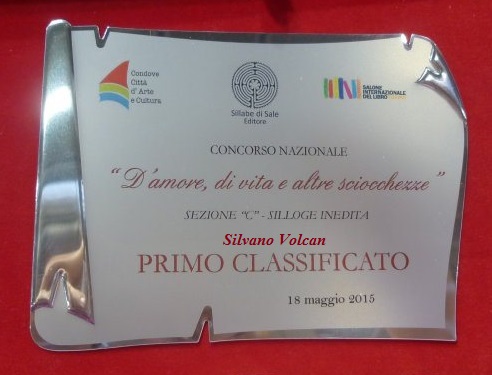 Condove
Città
d'Arte
e Cultura
Sillabe di Sale
Editore
SALONE
INTERNAZIONALE
DEL LIBRO
CONCORSO NAZIONALE
"D'amore, di vita e altre sciocchezze"
SEZIONE "C" - SILLOGE INEDITA
Silvano Volcan
PRIMO CLASSIFICATO
18 maggio 2015